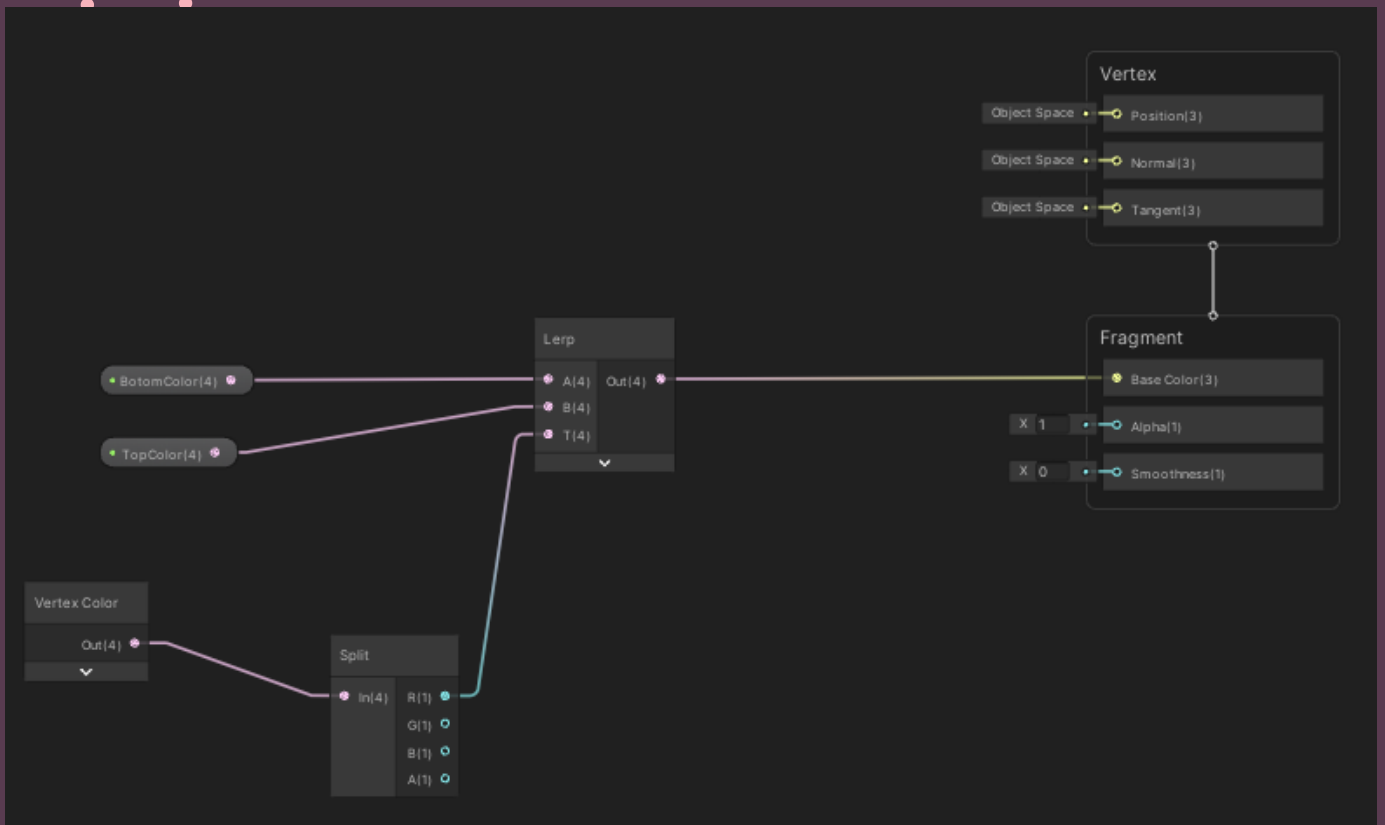 Vertex
Object Space
Position(3)
Object Space
Normal(3)
Object Space
Tangent(3)
Fragment
Base Color(3)
X 1
Alpha(1)
X 0
Smoothness(1)
Lerp
A(4) Out(4)
B(4)
T(4)
BotomColor(4)
TopColor(4)
Vertex Color
Out(4)
Split
In(4) R(1)
G(1)
B(1)
A(1)